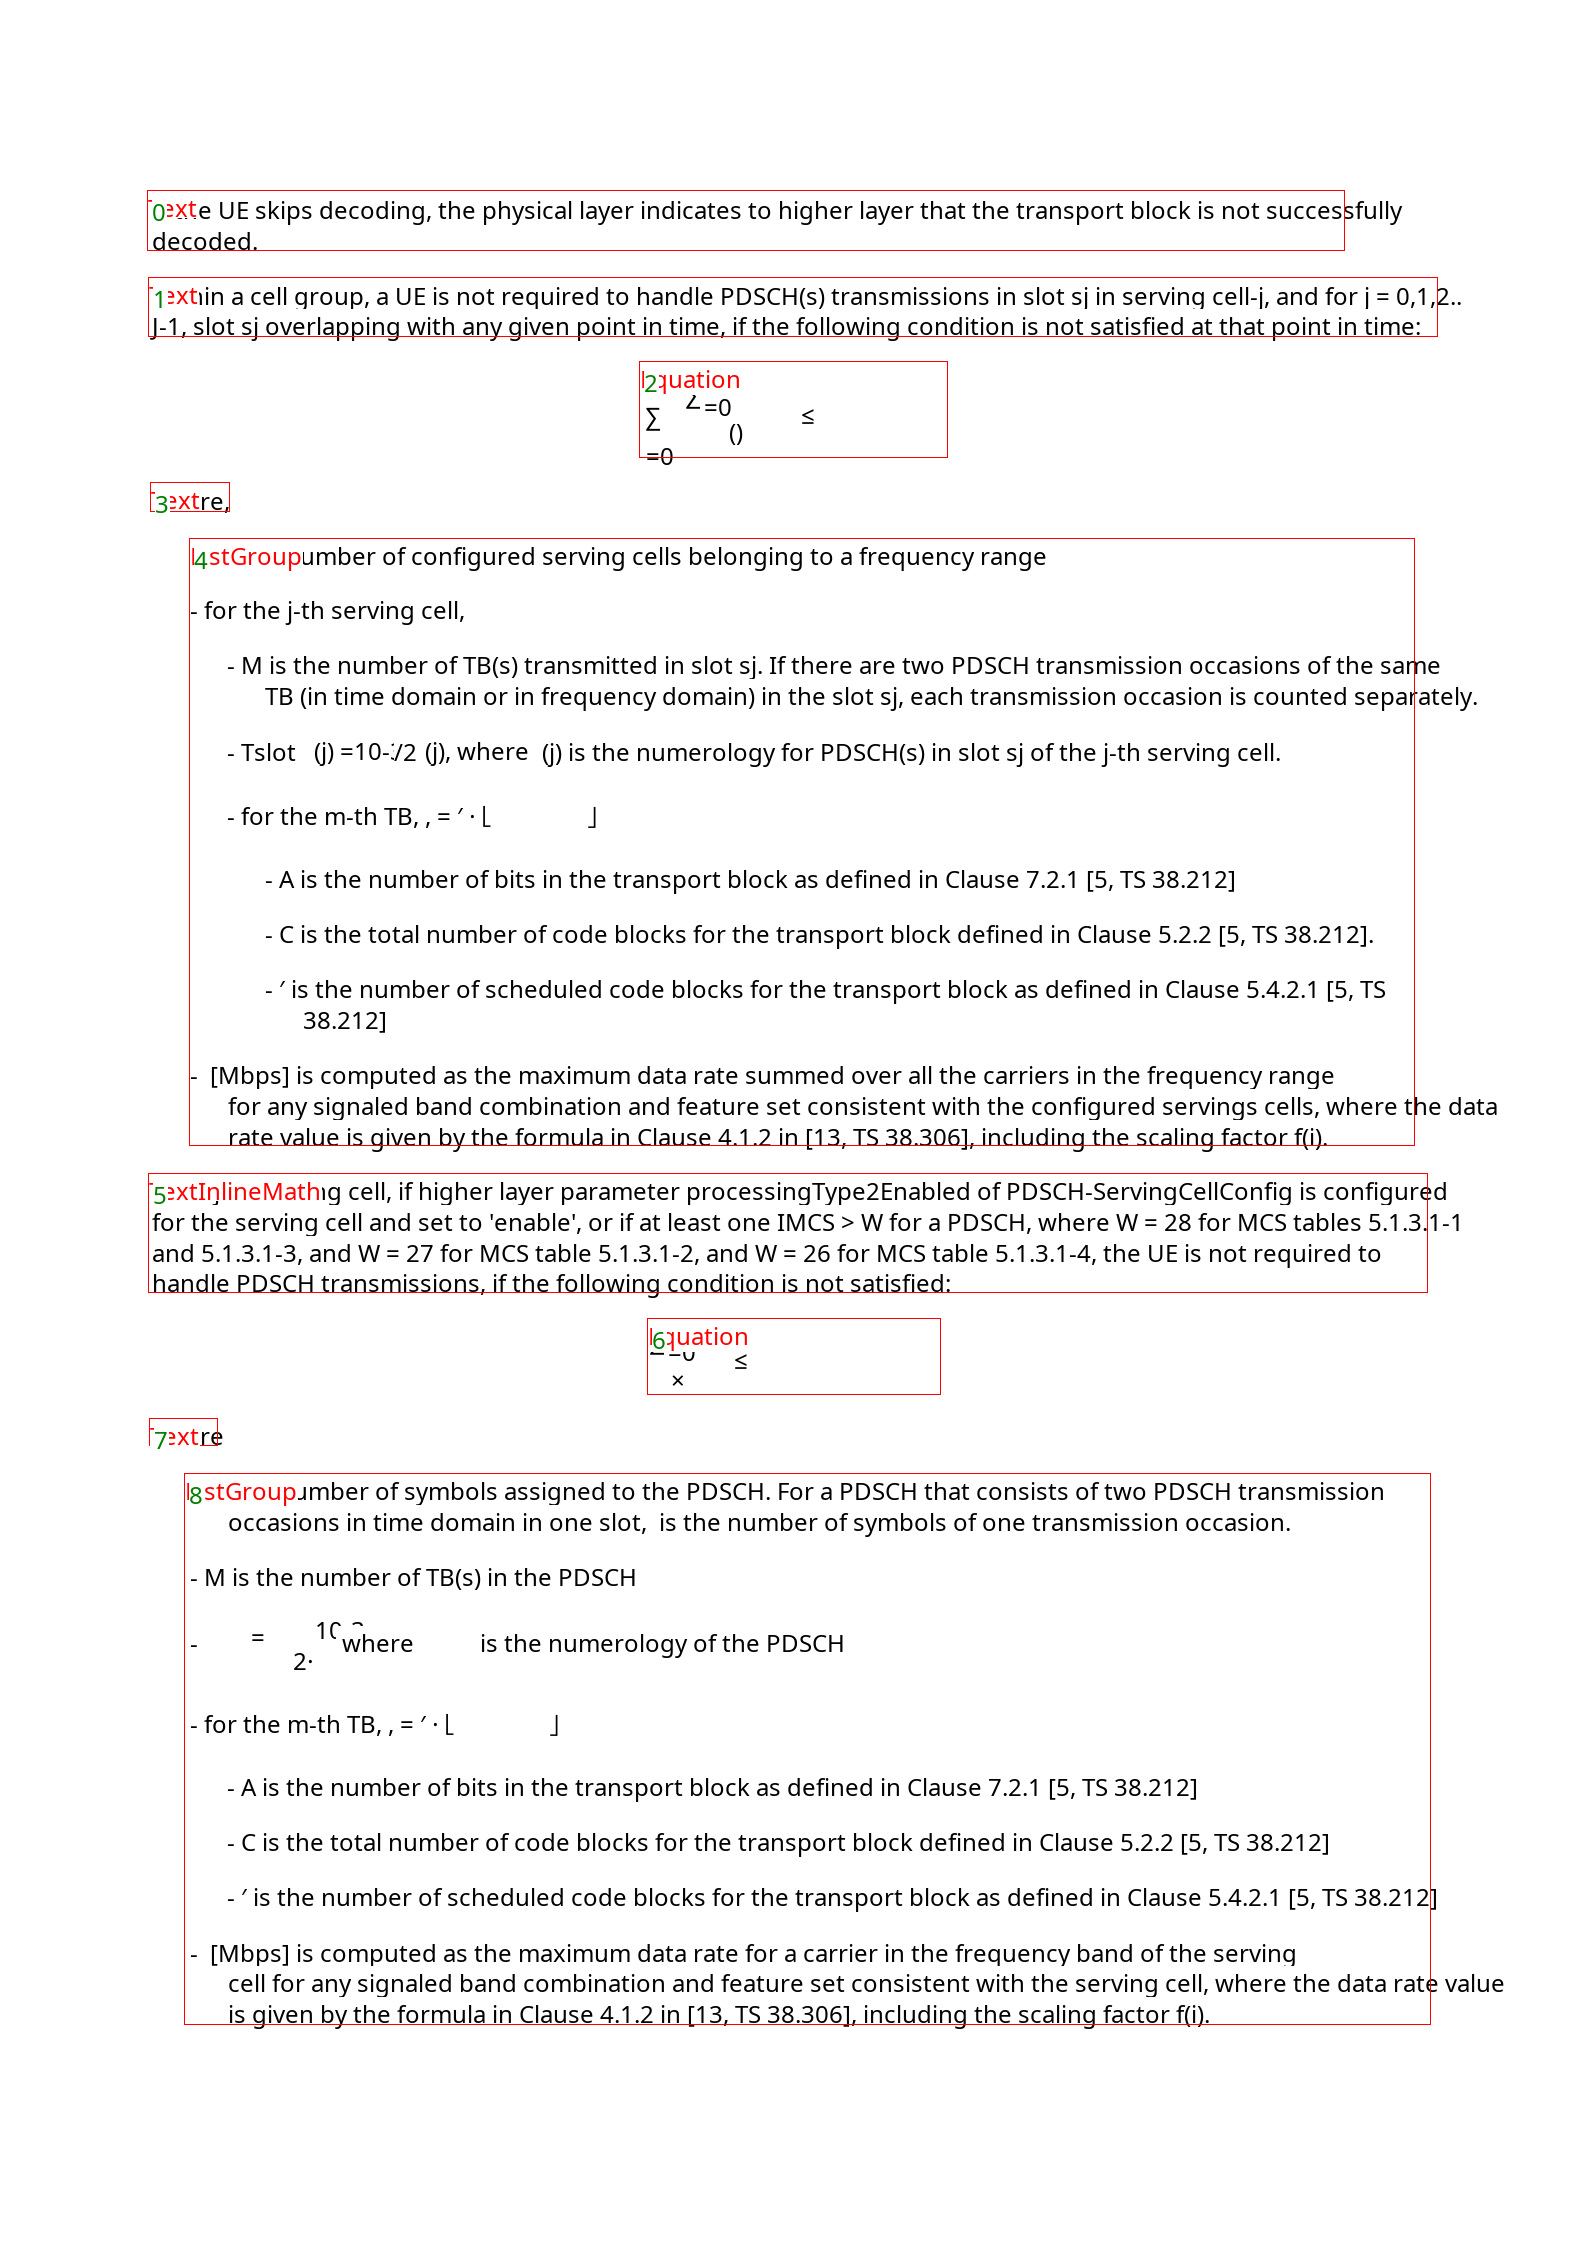 0 ext e UE skips decoding, the physical layer indicates to higher layer that the transport block is not successfully
decoded.
1 ext in a cell group, a UE is not required to handle PDSCH(s) transmissions in slot sj in serving cell-j, and for j = 0,1,2..
J-1, slot sj overlapping with any given point in time, if the following condition is not satisfied at that point in time:
2 quation
∑ =0 ≤
()
=0
3 ext re,
4 stGroup umber of configured serving cells belonging to a frequency range
- for the j-th serving cell,
- M is the number of TB(s) transmitted in slot sj. If there are two PDSCH transmission occasions of the same
TB (in time domain or in frequency domain) in the slot sj, each transmission occasion is counted separately.
- Tslot (j) =10- /2 (j), where (j) is the numerology for PDSCH(s) in slot sj of the j-th serving cell.
- for the m-th TB, , = ′ · ⌊ ⌋
- A is the number of bits in the transport block as defined in Clause 7.2.1 [5, TS 38.212]
- C is the total number of code blocks for the transport block defined in Clause 5.2.2 [5, TS 38.212].
- ′ is the number of scheduled code blocks for the transport block as defined in Clause 5.4.2.1 [5, TS
38.212]
- [Mbps] is computed as the maximum data rate summed over all the carriers in the frequency range
for any signaled band combination and feature set consistent with the configured servings cells, where the data
rate value is given by the formula in Clause 4.1.2 in [13, TS 38.306], including the scaling factor f(i).
5 extInlineMath g cell, if higher layer parameter processingType2Enabled of PDSCH-ServingCellConfig is configured
for the serving cell and set to 'enable', or if at least one IMCS > W for a PDSCH, where W = 28 for MCS tables 5.1.3.1-1
and 5.1.3.1-3, and W = 27 for MCS table 5.1.3.1-2, and W = 26 for MCS table 5.1.3.1-4, the UE is not required to
handle PDSCH transmissions, if the following condition is not satisfied:
6 quation
≤
×
7 ext re
8 stGroup umber of symbols assigned to the PDSCH. For a PDSCH that consists of two PDSCH transmission
occasions in time domain in one slot, is the number of symbols of one transmission occasion.
- M is the number of TB(s) in the PDSCH
- = 10 where is the numerology of the PDSCH
2·
- for the m-th TB, , = ′ · ⌊ ⌋
- A is the number of bits in the transport block as defined in Clause 7.2.1 [5, TS 38.212]
- C is the total number of code blocks for the transport block defined in Clause 5.2.2 [5, TS 38.212]
- ′ is the number of scheduled code blocks for the transport block as defined in Clause 5.4.2.1 [5, TS 38.212]
- [Mbps] is computed as the maximum data rate for a carrier in the frequency band of the serving
cell for any signaled band combination and feature set consistent with the serving cell, where the data rate value
is given by the formula in Clause 4.1.2 in [13, TS 38.306], including the scaling factor f(i).